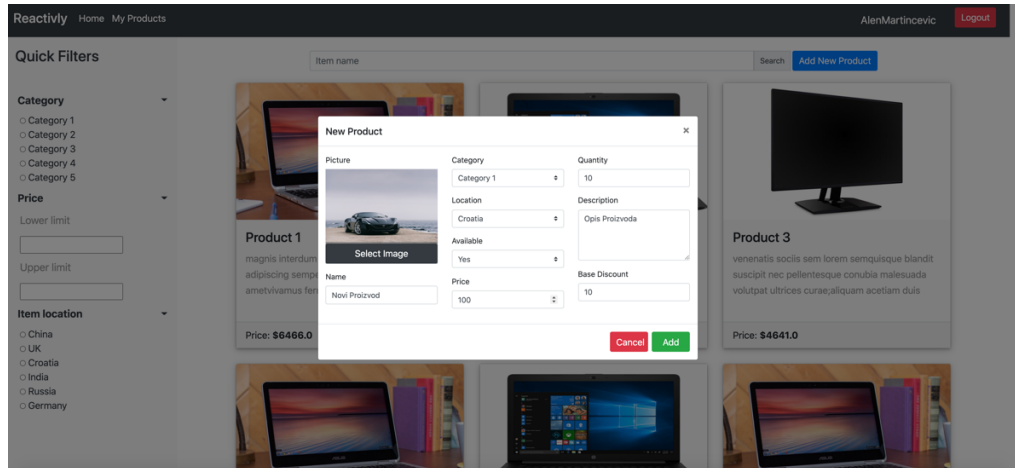 Reactivly Home My Products AlenMartincevic Logout
Quick Filters
Item name Search Add New Product
Category
Category 1
Category 2
Category 3
Category 4
Category 5
Price
Lower limit
Upper limit
Item location
China
UK
Croatia
India
Russia
Germany
New Product ×
Picture
Select Image
Name
Novi Proizvod
Category
Category 1
Location
Croatia
Available
Yes
Price
100
Quantity
10
Description
Opis Proizvoda
Base Discount
10
Cancel Add
Product 1
magnis interdum
adipiscing sempe
ametvivamus fer
Price: $6466.0
Product 3
venenatis sociis sem lorem semquisque blandit
suscipit nec pellentesque conubia malesuada
volutpat ultrices curae;aliquam acetiam duis
Price: $4641.0